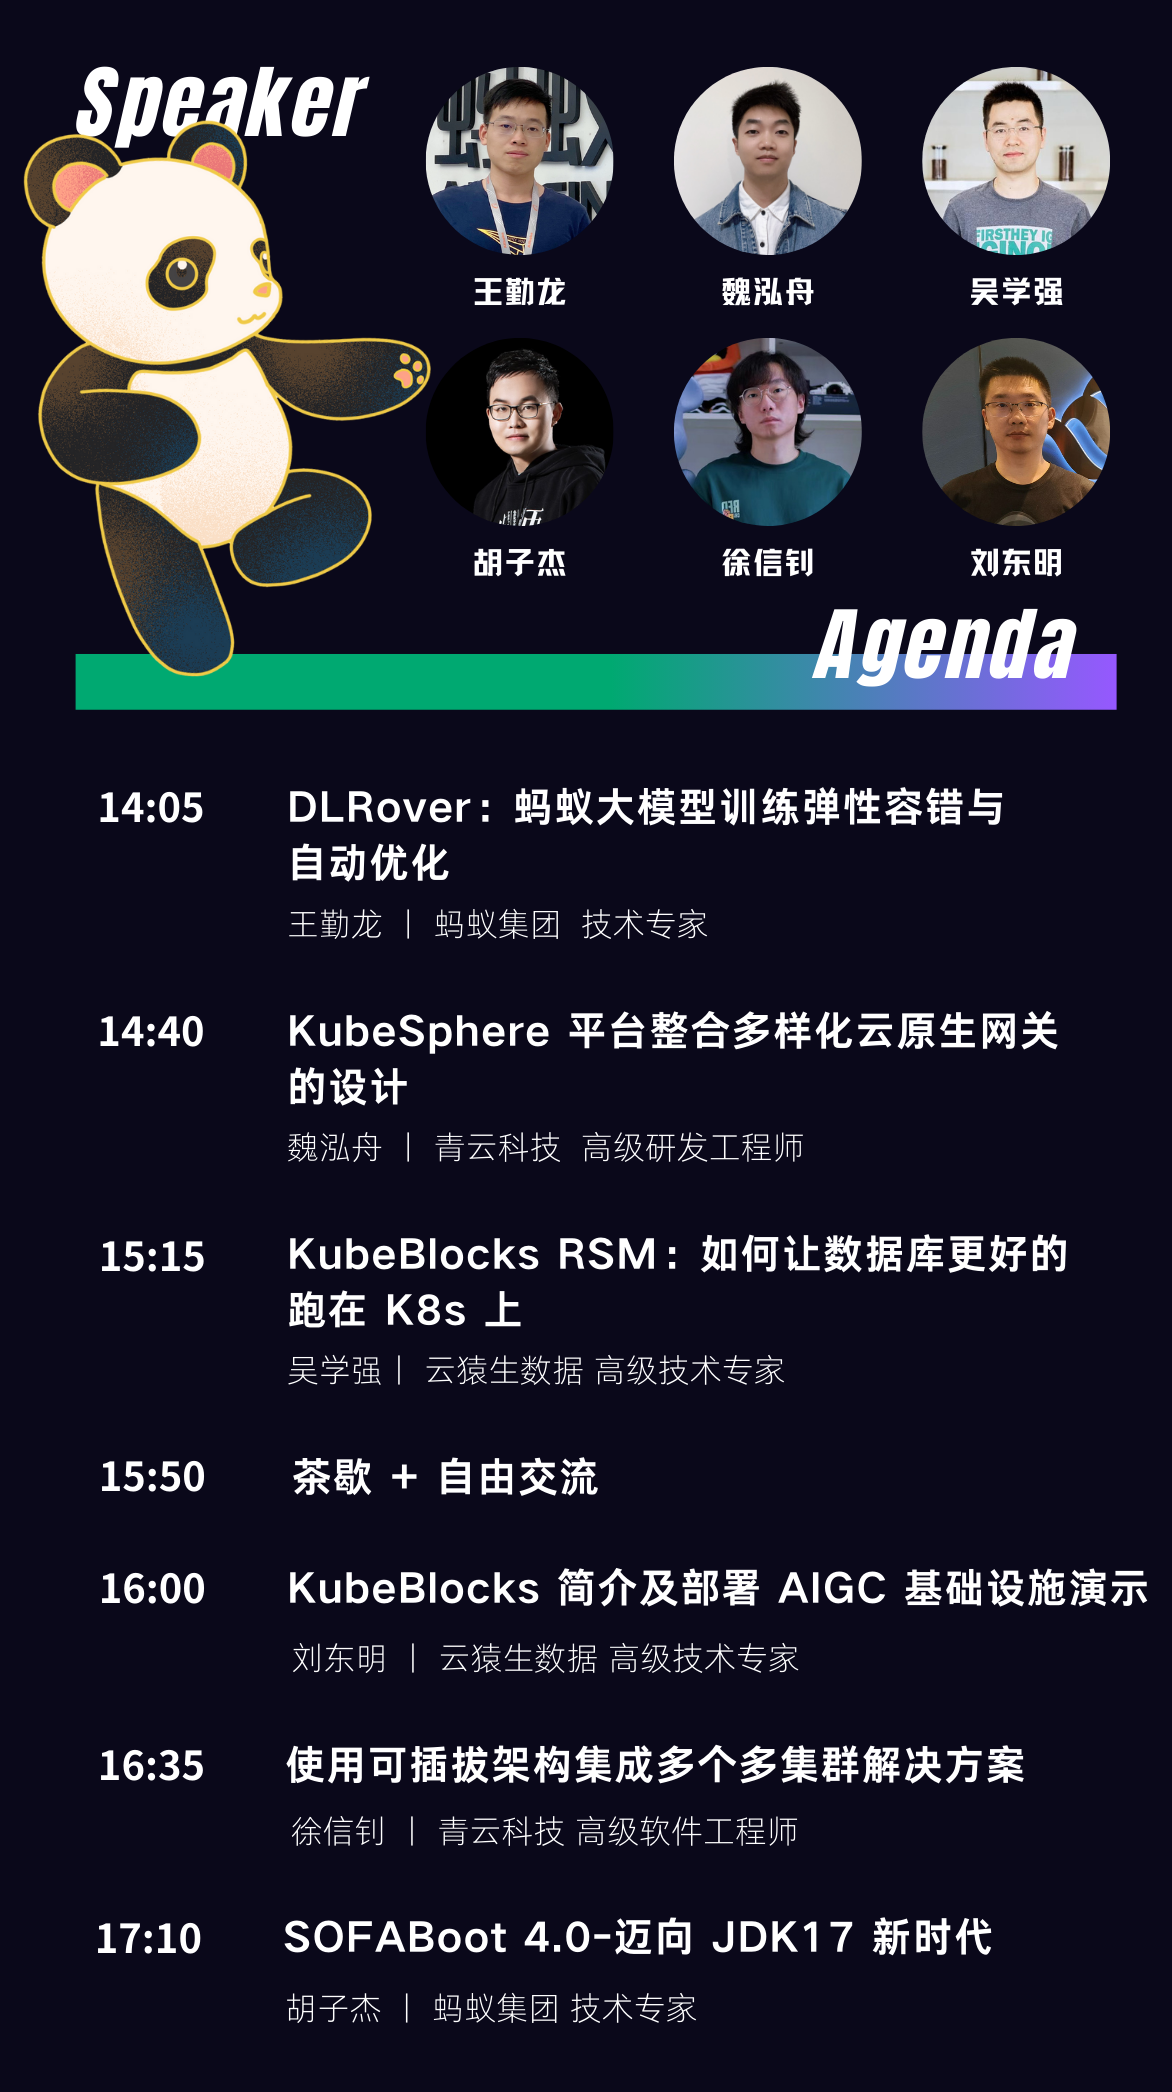 Speaker
王勤龙
魏泓舟
吴学强
胡子杰
徐信钊
刘东明
Agenda
14:05
DLRover：蚂蚁大模型训练弹性容错与
自动优化
王勤龙 | 蚂蚁集团 技术专家
14:40
KubeSphere 平台整合多样化云原生网关
的设计
魏泓舟 | 青云科技 高级研发工程师
15:15
KubeBlocks RSM：如何让数据库更好的
跑在 K8s 上
吴学强 | 云猿生数据 高级技术专家
15:50
茶歇 + 自由交流
16:00
KubeBlocks 简介及部署 AIGC 基础设施演示
刘东明 | 云猿生数据 高级技术专家
16:35
使用可插拔架构集成多个多集群解决方案
徐信钊 | 青云科技 高级软件工程师
17:10
SOFABoot 4.0-迈向 JDK17 新时代
胡子杰 | 蚂蚁集团 技术专家